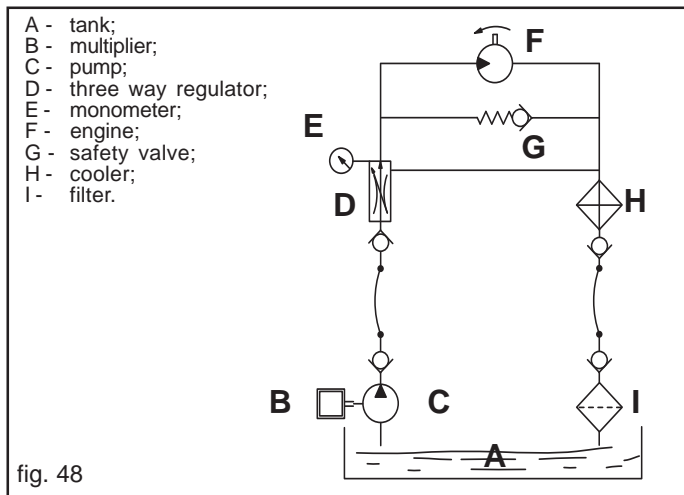 A - tank;
B - multiplier;
C - pump;
D - three way regulator;
E - monometer;
F - engine;
G - safety valve;
H - cooler;
I - filter.
F
E
G
D
H
B
C
I
A
fig. 48